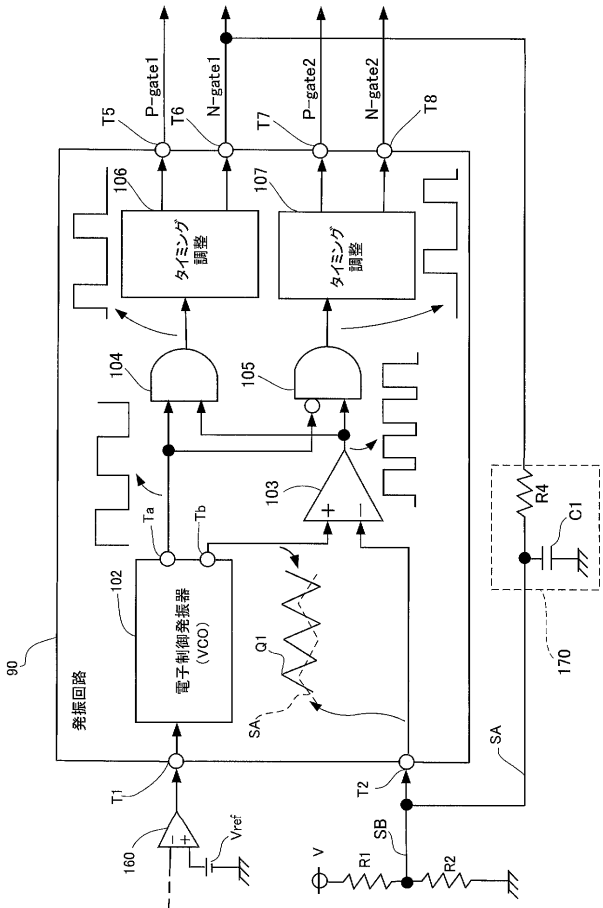 90
発振回路
T1
160
−
+
Vref
102
電子制御発振器
(VCO)
Ta
Tb
104
105
103
+
−
Q1
SA
106
タイミング
調整
107
タイミング
調整
T5
P-gate1
T6
N-gate1
T7
P-gate2
T8
N-gate2
T2
SB
V
R1
R2
SA
170
R4
C1